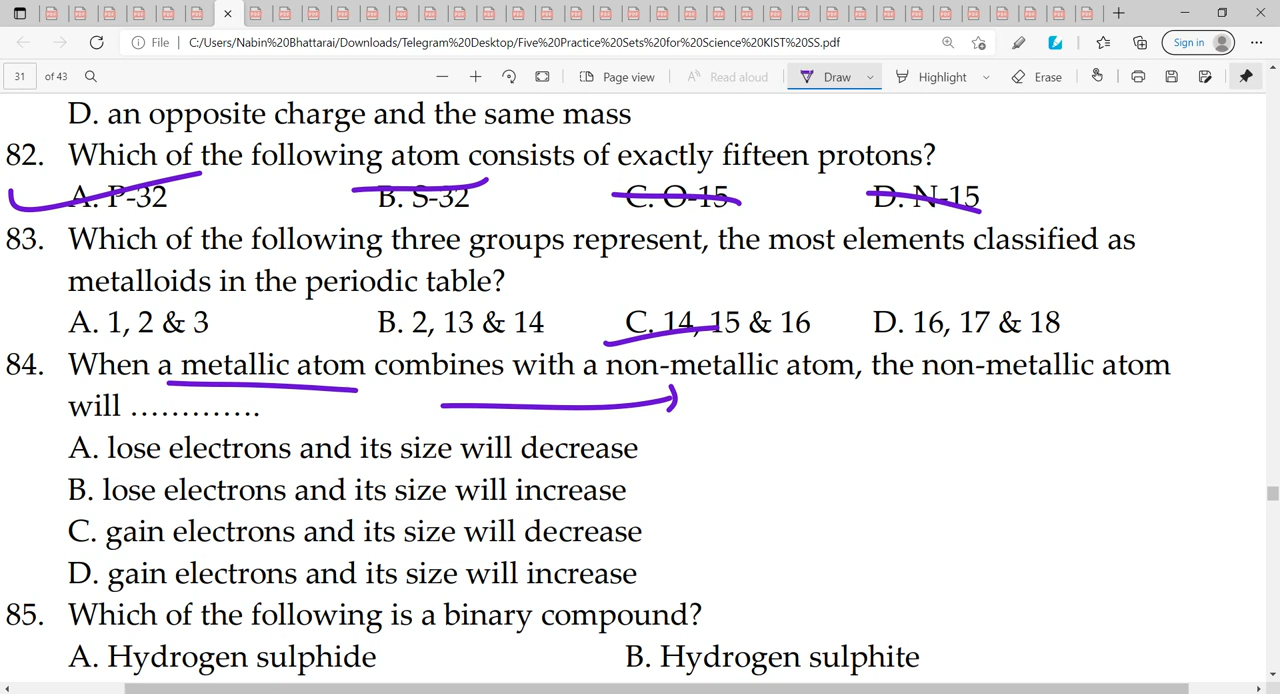 File
C:/Users/Nabin%20Bhattarai/Downloads/Telegram%20Desktop/Five%20Practice%20Sets%20for%20Science%20KIST%20SS.pdf
Sign in
31 of 43
Page view
Read aloud
Draw
Highlight
Erase
D. an opposite charge and the same mass
82. Which of the following atom consists of exactly fifteen protons?
A. P-32 B. S-32 C. O-15 D. N-15
83. Which of the following three groups represent, the most elements classified as
metalloids in the periodic table?
A. 1, 2 & 3 B. 2, 13 & 14 C. 14, 15 & 16 D. 16, 17 & 18
84. When a metallic atom combines with a non-metallic atom, the non-metallic atom
will ………….
A. lose electrons and its size will decrease
B. lose electrons and its size will increase
C. gain electrons and its size will decrease
D. gain electrons and its size will increase
85. Which of the following is a binary compound?
A. Hydrogen sulphide B. Hydrogen sulphite